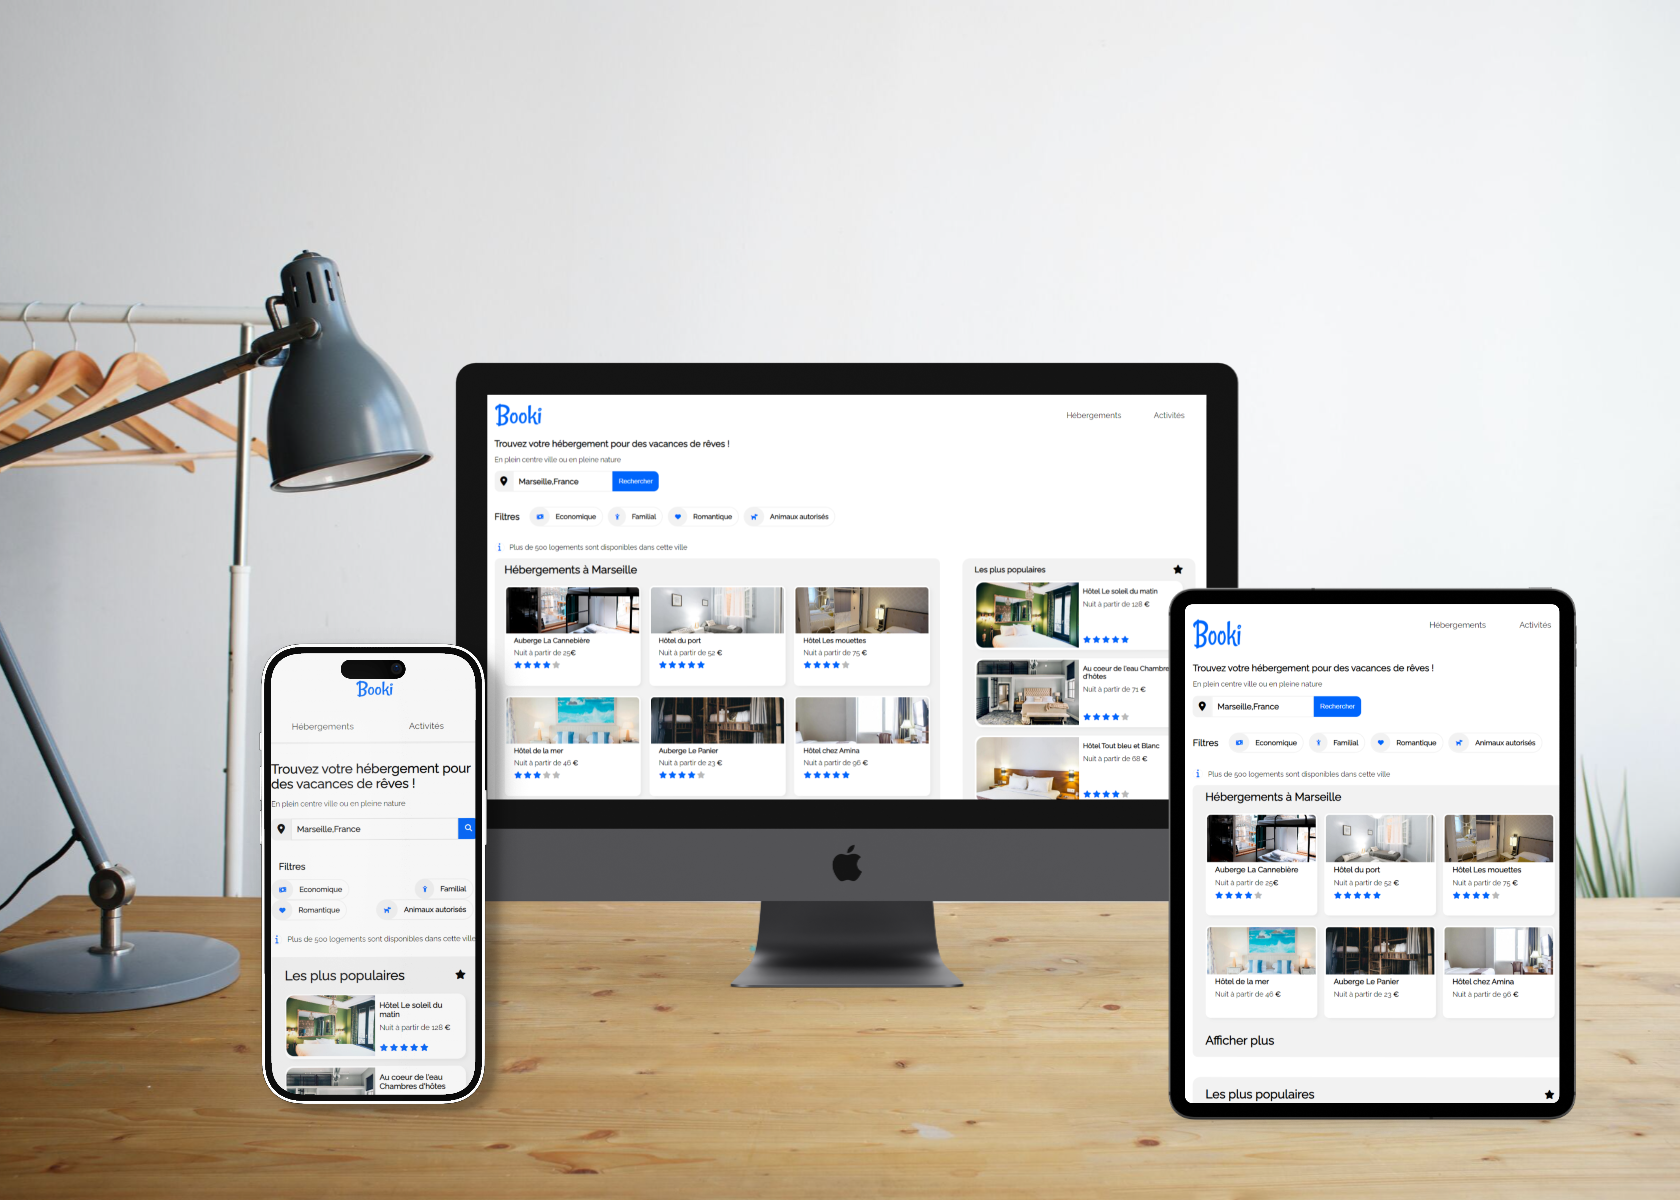 Booki
Hébergements
Activités
Trouvez votre hébergement pour des vacances de rêves !
En plein centre ville ou en pleine nature
Marseille,France
Rechercher
Filtres
Economique
Familial
Romantique
Animaux autorisés
Plus de 500 logements sont disponibles dans cette ville
Hébergements à Marseille
Auberge La Cannebière
Nuit à partir de 25€
Hôtel du port
Nuit à partir de 52 €
Hôtel Les mouettes
Nuit à partir de 75 €
Hôtel de la mer
Nuit à partir de 46 €
Auberge Le Panier
Nuit à partir de 23 €
Hôtel chez Amina
Nuit à partir de 96 €
Les plus populaires
Hôtel Le soleil du matin
Nuit à partir de 128 €
Au coeur de l'eau Chambre
d'hôtes
Nuit à partir de 71 €
Hôtel Tout bleu et Blanc
Nuit à partir de 68 €
Booki
Hébergements
Activités
Trouvez votre hébergement pour
des vacances de rêves !
En plein centre ville ou en pleine nature
Marseille,France
Filtres
Economique
Familial
Romantique
Animaux autorisés
Plus de 500 logements sont disponibles dans cette ville
Les plus populaires
Hôtel Le soleil du
matin
Nuit à partir de 128 €
Au coeur de l'eau
Chambres d'hôtes
Booki
Hébergements
Activités
Trouvez votre hébergement pour des vacances de rêves !
En plein centre ville ou en pleine nature
Marseille,France
Rechercher
Filtres
Economique
Familial
Romantique
Animaux autorisés
Plus de 500 logements sont disponibles dans cette ville
Hébergements à Marseille
Auberge La Cannebière
Nuit à partir de 25€
Hôtel du port
Nuit à partir de 52 €
Hôtel Les mouettes
Nuit à partir de 75 €
Hôtel de la mer
Nuit à partir de 46 €
Auberge Le Panier
Nuit à partir de 23 €
Hôtel chez Amina
Nuit à partir de 96 €
Afficher plus
Les plus populaires